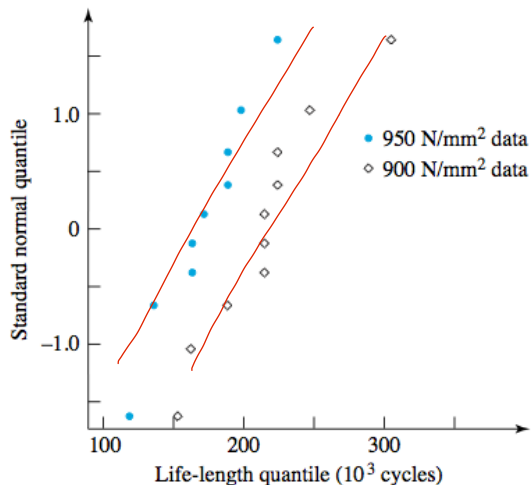 1.0
0
−1.0
Standard normal quantile
950 N/mm² data
900 N/mm² data
100
200
300
Life-length quantile (10³ cycles)